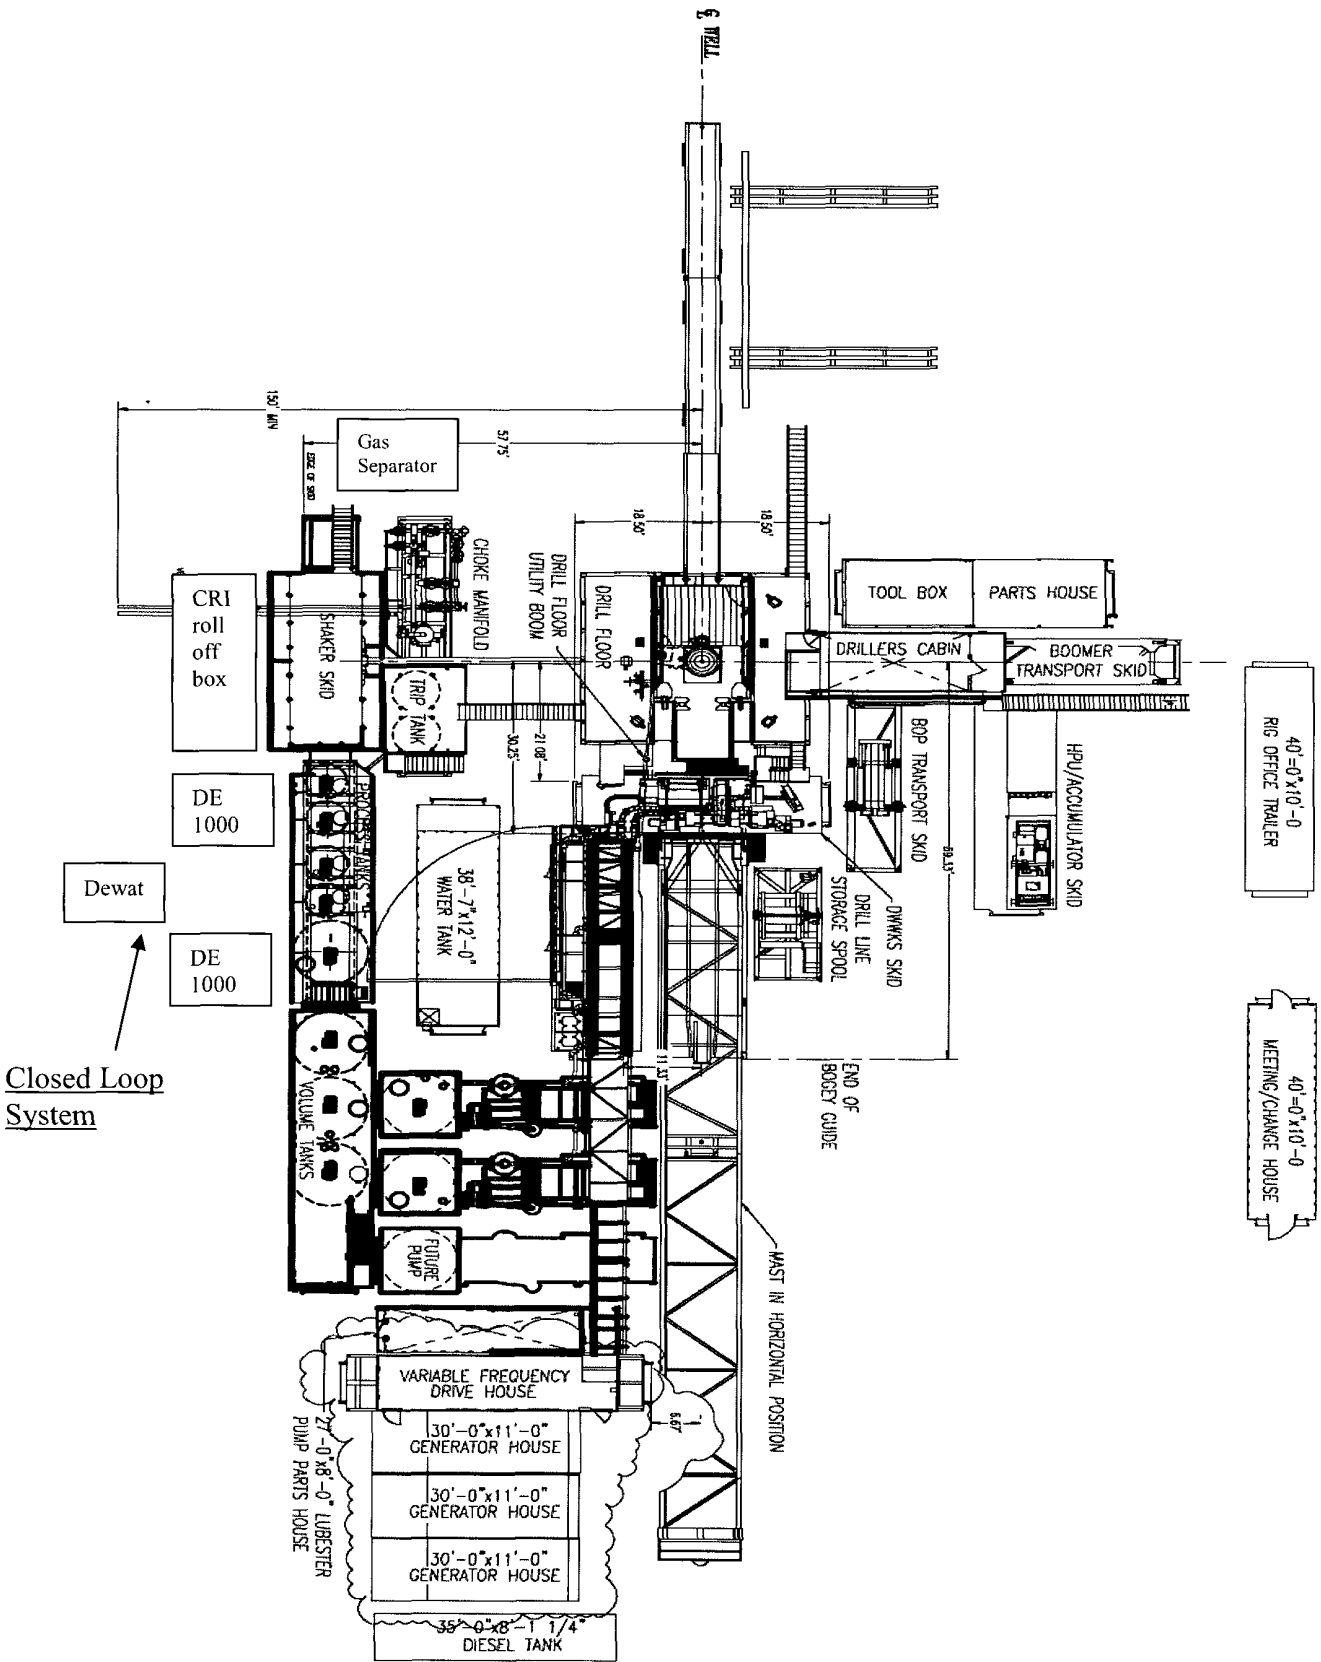 ℄ WELL
150' MIN
57.75'
Gas
Separator
EDGE OF SKID
18.50'
18.50'
CHOKE MANIFOLD
DRILL FLOOR
UTILITY BOOM
DRILL FLOOR
TOOL BOX
PARTS HOUSE
CRI
roll
off
box
SHAKER SKID
TRIP TANK
DRILLERS CABIN
BOOMER
TRANSPORT SKID
40'=0"x10'-0
RIG OFFICE TRAILER
30.25'
21.08'
BOP TRANSPORT SKID
HPU/ACCUMULATOR SKID
DE
1000
PROCESS TANKS
38'-7"x12'-0"
WATER TANK
59.33'
Dewat
DE
1000
DWWKS SKID
DRILL LINE
STORAGE SPOOL
Closed Loop
System
VOLUME TANKS
11.33'
END OF
BOGEY GUIDE
40'=0"x10'-0
MEETING/CHANGE HOUSE
FUTURE
PUMP
MAST IN HORIZONTAL POSITION
VARIABLE FREQUENCY
DRIVE HOUSE
6.67'
27'-0"x8'-0" LUBESTER
PUMP PARTS HOUSE
30'-0"x11'-0"
GENERATOR HOUSE
30'-0"x11'-0"
GENERATOR HOUSE
30'-0"x11'-0"
GENERATOR HOUSE
35'-0"x8'-1 1/4"
DIESEL TANK